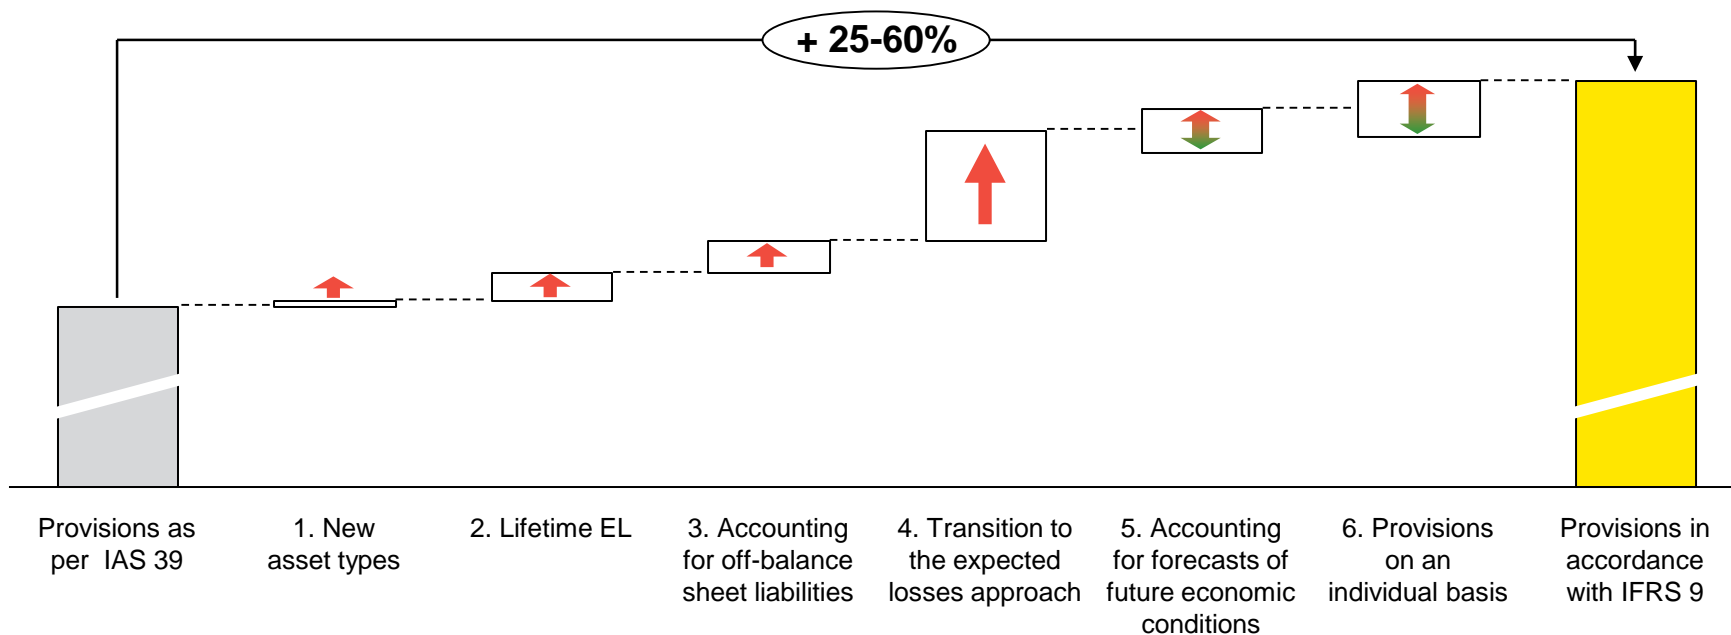 + 25-60%
Provisions as
per IAS 39
1. New
asset types
2. Lifetime EL
3. Accounting
for off-balance
sheet liabilities
4. Transition to
the expected
losses approach
5. Accounting
for forecasts of
future economic
conditions
6. Provisions
on an
individual basis
Provisions in
accordance
with IFRS 9